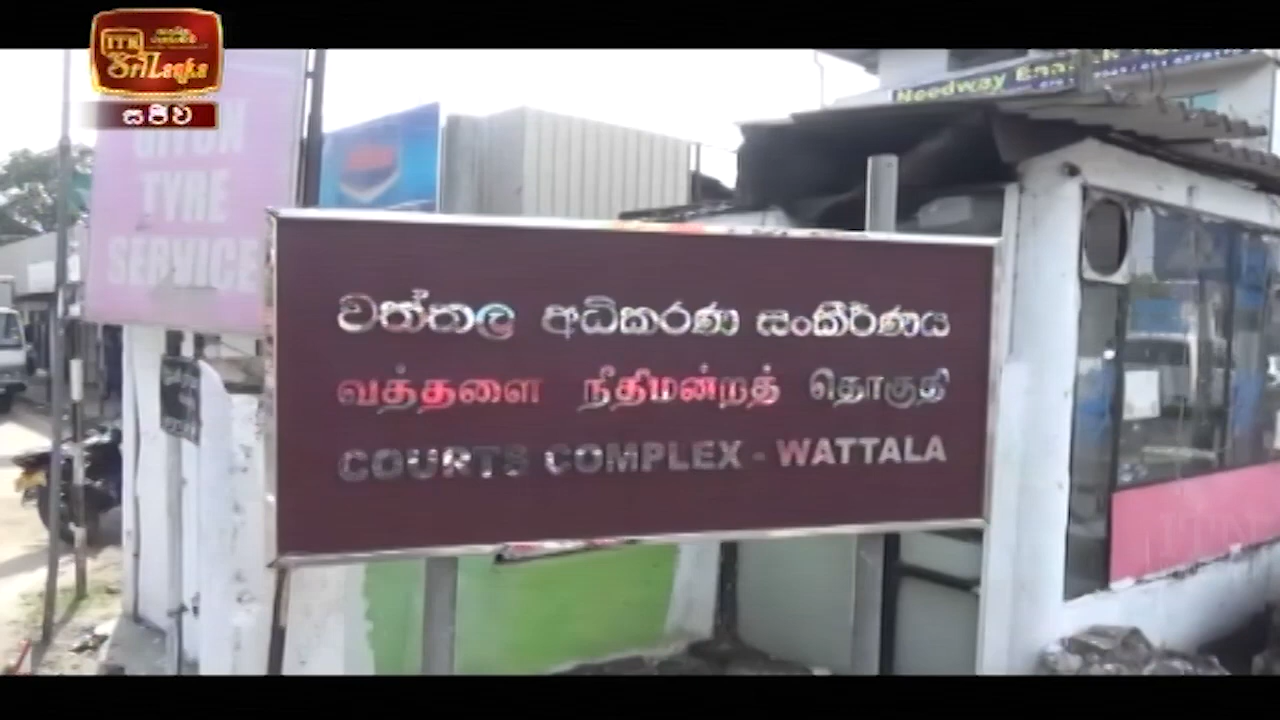 ITN
Sri Lanka
සජීවී
TYRE
SERVICE
Needway
වත්තල අධිකරණ සංකීර්ණය
வத்தளை நீதிமன்றத் தொகுதி
COURTS COMPLEX - WATTALA